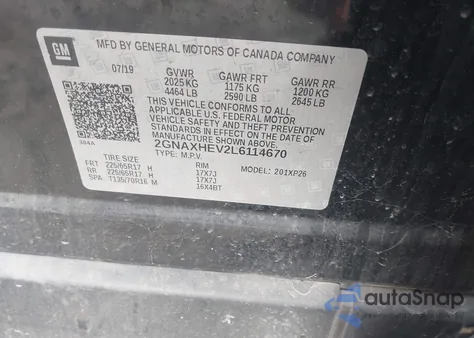 GM
MFD BY GENERAL MOTORS OF CANADA COMPANY
07/19 GVWR GAWR FRT GAWR RR
2025 KG 1175 KG 1200 KG
4464 LB 2590 LB 2645 LB
THIS VEHICLE CONFORMS TO ALL
APPLICABLE U.S. FEDERAL MOTOR
VEHICLE SAFETY, BUMPER, AND THEFT
PREVENTION STANDARDS IN EFFECT ON
THE DATE OF MANUFACTURE SHOWN ABOVE.
2GNAXHEV2L6114670
TYPE: M.P.V. MODEL: 201XP26
TIRE SIZE RIM
FRT 225/65R17 H 17X7J
RR 225/65R17 H 17X7J
SPA T135/70R16 M 16X4BT
autoSnap